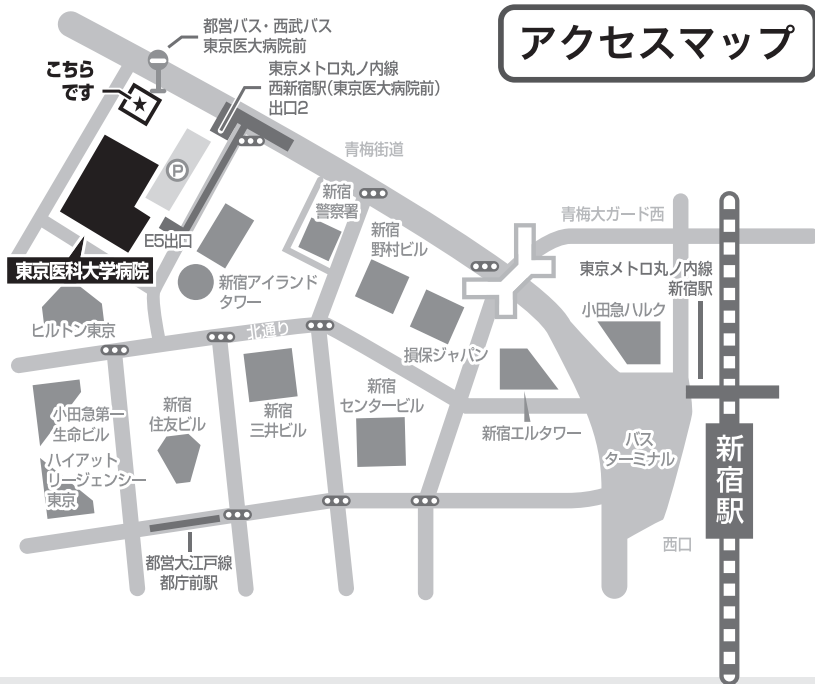 アクセスマップ
都営バス・西武バス
東京医大病院前
こちら
です
東京メトロ丸ノ内線
西新宿駅（東京医大病院前）
出口2
青梅街道
P
新宿
警察署
新宿
野村ビル
青梅大ガード西
E5出口
東京医科大学病院
新宿アイランド
タワー
東京メトロ丸ノ内線
新宿駅
小田急ハルク
ヒルトン東京
北通り
損保ジャパン
小田急第一
生命ビル
新宿
住友ビル
新宿
三井ビル
新宿
センタービル
新宿エルタワー
バス
ターミナル
新宿駅
ハイアット
リージェンシー
東京
西口
都営大江戸線
都庁前駅